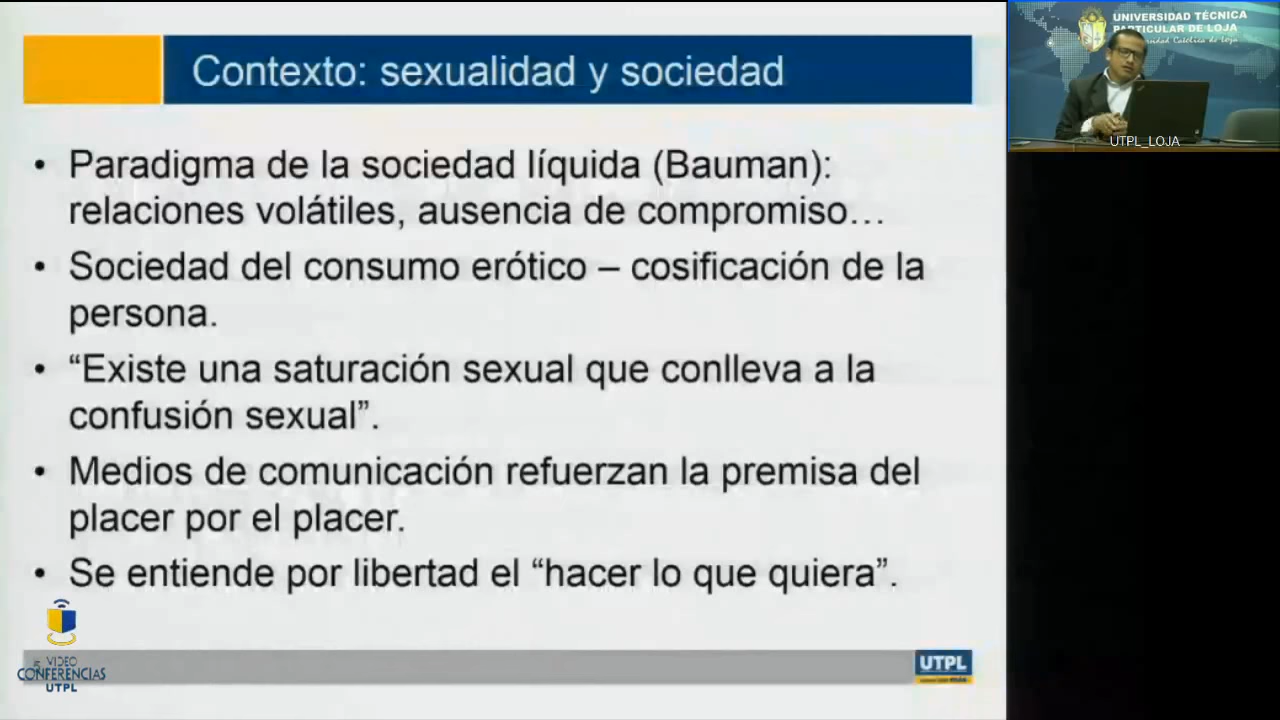 Contexto: sexualidad y sociedad
• Paradigma de la sociedad líquida (Bauman):
relaciones volátiles, ausencia de compromiso…
• Sociedad del consumo erótico – cosificación de la
persona.
• “Existe una saturación sexual que conlleva a la
confusión sexual”.
• Medios de comunicación refuerzan la premisa del
placer por el placer.
• Se entiende por libertad el “hacer lo que quiera”.
VIDEO
CONFERENCIAS
UTPL
UTPL
UNIVERSIDAD TÉCNICA
PARTICULAR DE LOJA
Católica de Loja
UTPL_LOJA